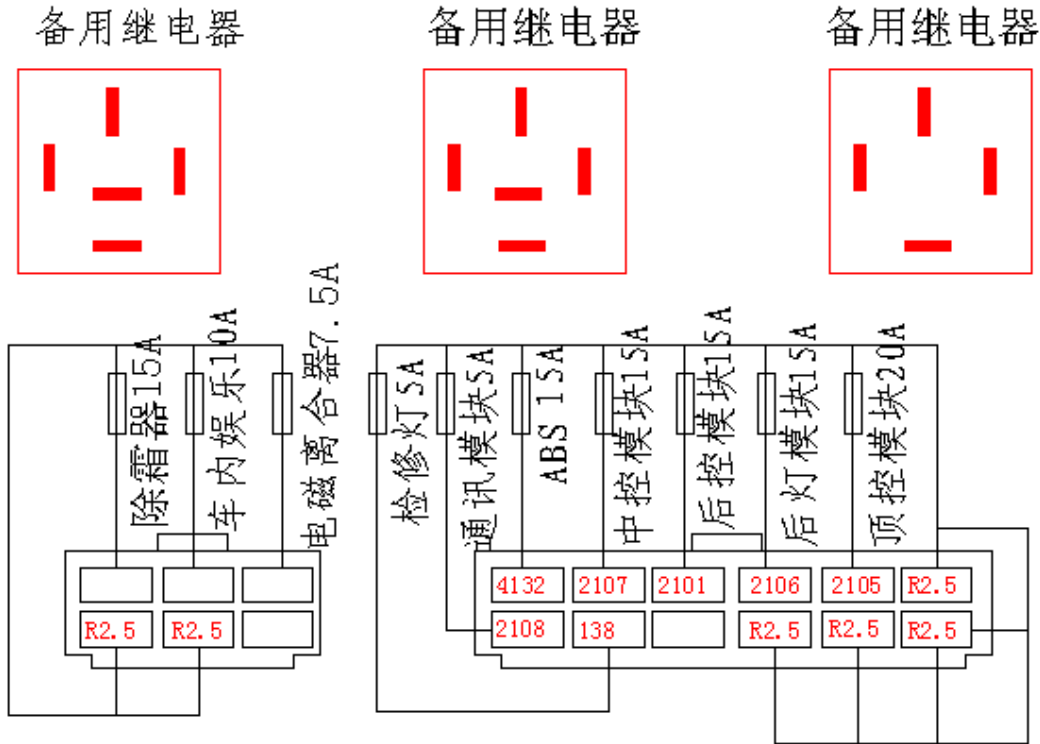 备用继电器
备用继电器
备用继电器
除霜器15A
车内娱乐10A
电磁离合器7.5A
检修灯5A
通讯模块5A
ABS 15A
中控模块15A
后控模块15A
后灯模块15A
顶控模块20A
R2.5 R2.5
4132 2107 2101 2106 2105 R2.5
2108 138 R2.5 R2.5 R2.5